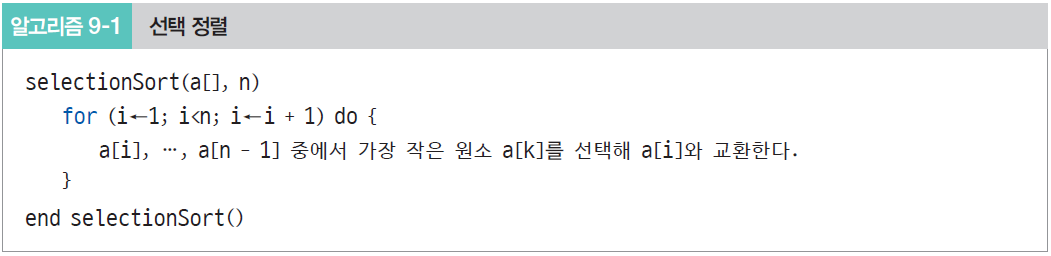 알고리즘 9-1 선택 정렬
selectionSort(a[], n)
for (i←1; i<n; i←i + 1) do {
a[i], …, a[n - 1] 중에서 가장 작은 원소 a[k]를 선택해 a[i]와 교환한다.
}
end selectionSort()